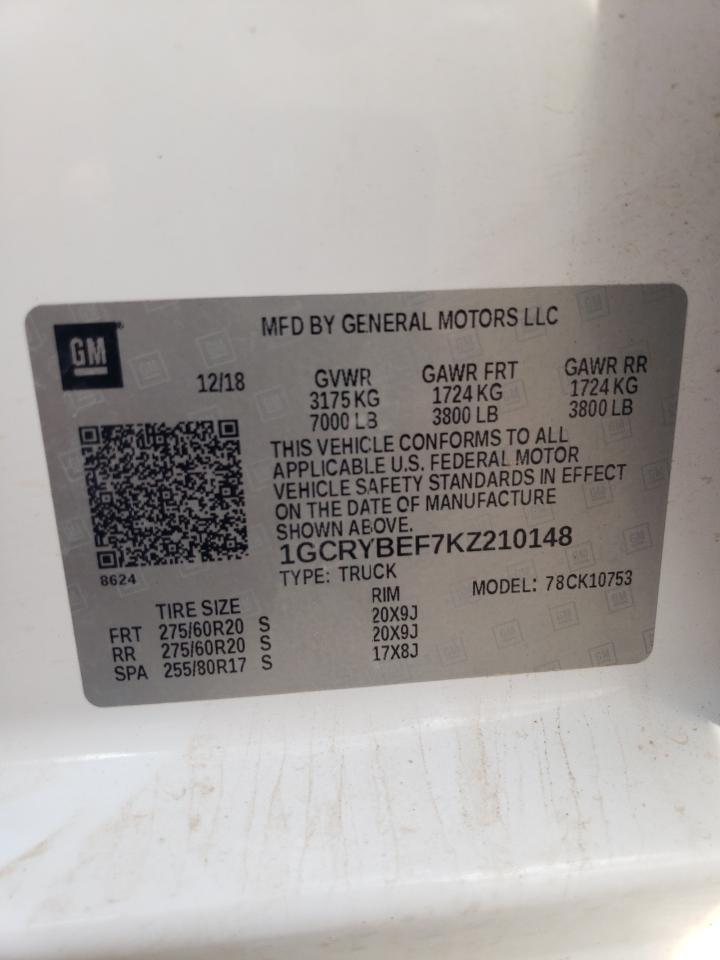 GM
MFD BY GENERAL MOTORS LLC
12/18
GVWR GAWR FRT GAWR RR
3175 KG 1724 KG 1724 KG
7000 LB 3800 LB 3800 LB
THIS VEHICLE CONFORMS TO ALL
APPLICABLE U.S. FEDERAL MOTOR
VEHICLE SAFETY STANDARDS IN EFFECT
ON THE DATE OF MANUFACTURE
SHOWN ABOVE.
1GCRYBEF7KZ210148
8624
TYPE: TRUCK MODEL: 78CK10753
TIRE SIZE RIM
FRT 275/60R20 S 20X9J
RR 275/60R20 S 20X9J
SPA 255/80R17 S 17X8J